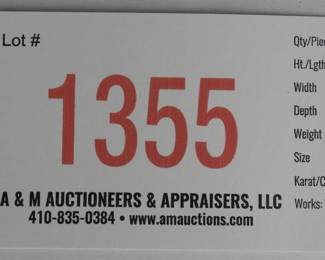 Lot #
1355
A & M AUCTIONEERS & APPRAISERS, LLC
410-835-0384 • www.amauctions.com
Qty/Piec
Ht./Lgth
Width
Depth
Weight
Size
Karat/C
Works: